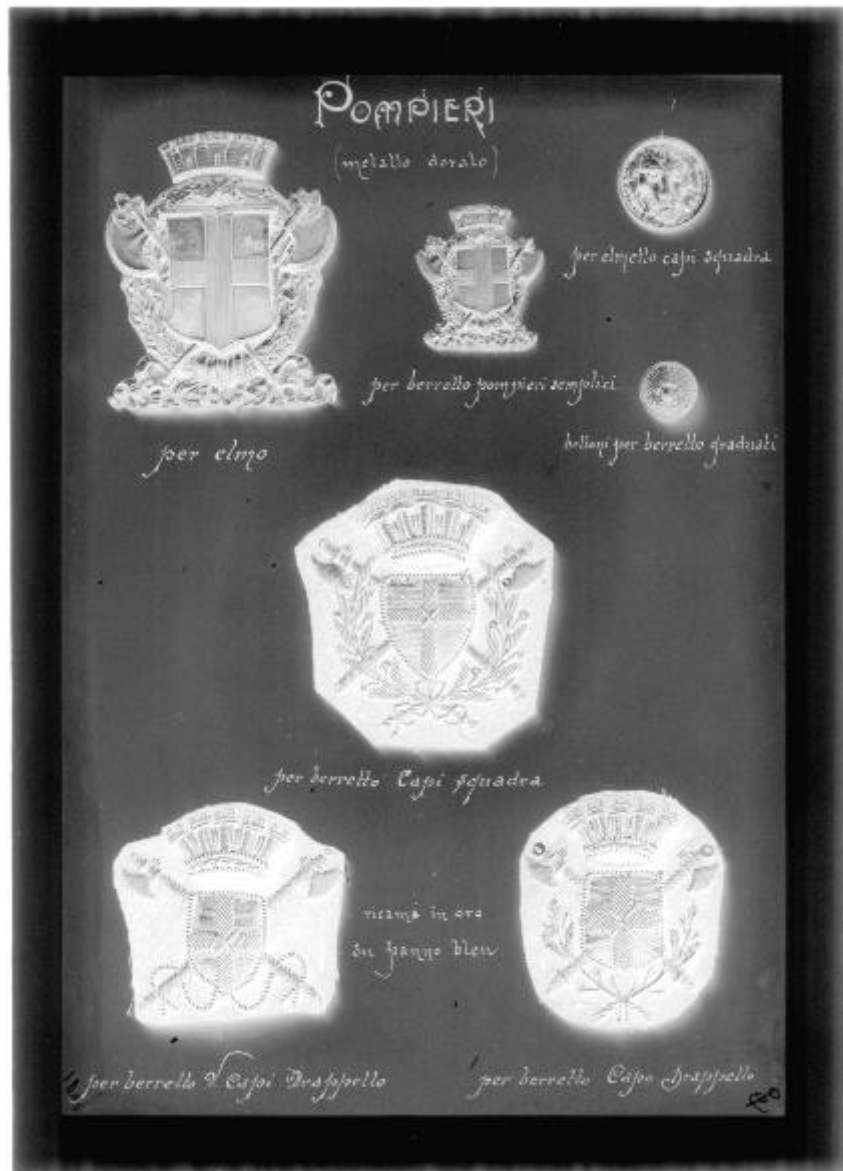 POMPIERI
(metallo dorato)
per elmetto capi squadra
per berretto pompieri semplici
bottoni per berretto graduati
per elmo
per berretto Capi squadra
ricami in oro
su panno bleu
per berretto V. Capi Drappello
per berretto Capo Drappello